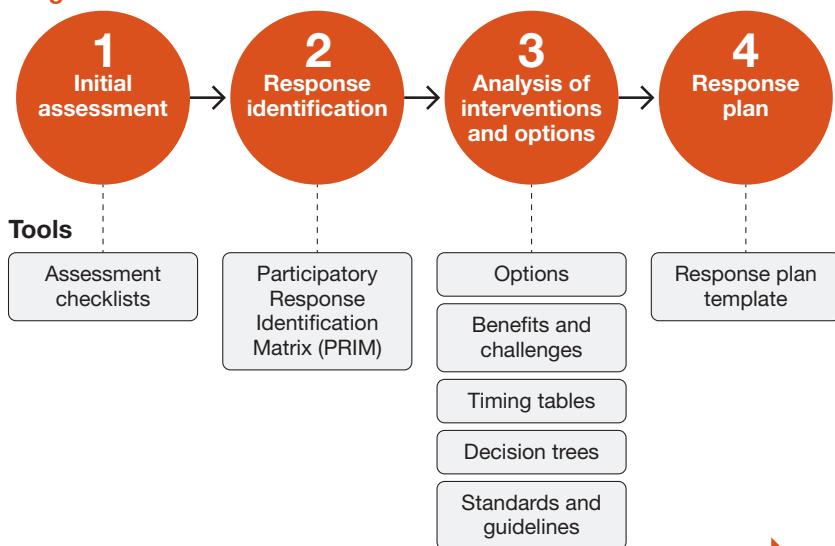 1
Initial
assessment
2
Response
identification
3
Analysis of
interventions
and options
4
Response
plan
Tools
Assessment
checklists
Participatory
Response
Identification
Matrix (PRIM)
Options
Benefits and
challenges
Timing tables
Decision trees
Standards and
guidelines
Response plan
template